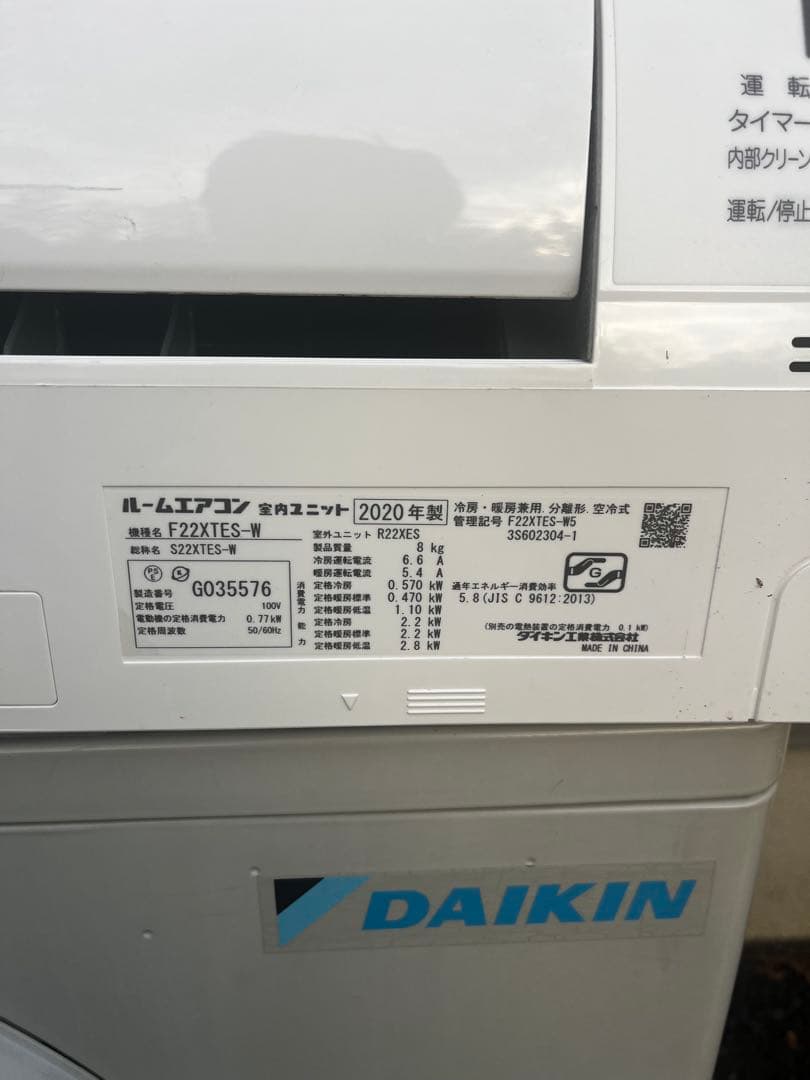 運 転
タイマー
内部クリーン
運転/停止
ルームエアコン 室内ユニット 2020年製 冷房・暖房兼用. 分離形. 空冷式
機種名 F22XTES-W 室外ユニット R22XES 管理記号 F22XTES-W5
総称名 S22XTES-W 製品質量 8 kg 3S602304-1
冷房運転電流 6.6 A
暖房運転電流 5.4 A
製造番号 G035576
定格電圧 100V
電動機の定格消費電力 0.77kW
定格周波数 50/60Hz
消費電力 定格冷房 0.570 kW
定格暖房標準 0.470 kW
定格暖房低温 1.10 kW
能力 定格冷房 2.2 kW
定格暖房標準 2.2 kW
定格暖房低温 2.8 kW
通年エネルギー消費効率
5.8 (JIS C 9612:2013)
G
(別売の電熱装置の定格消費電力 0.1 kW)
ダイキン工業株式会社
MADE IN CHINA
DAIKIN